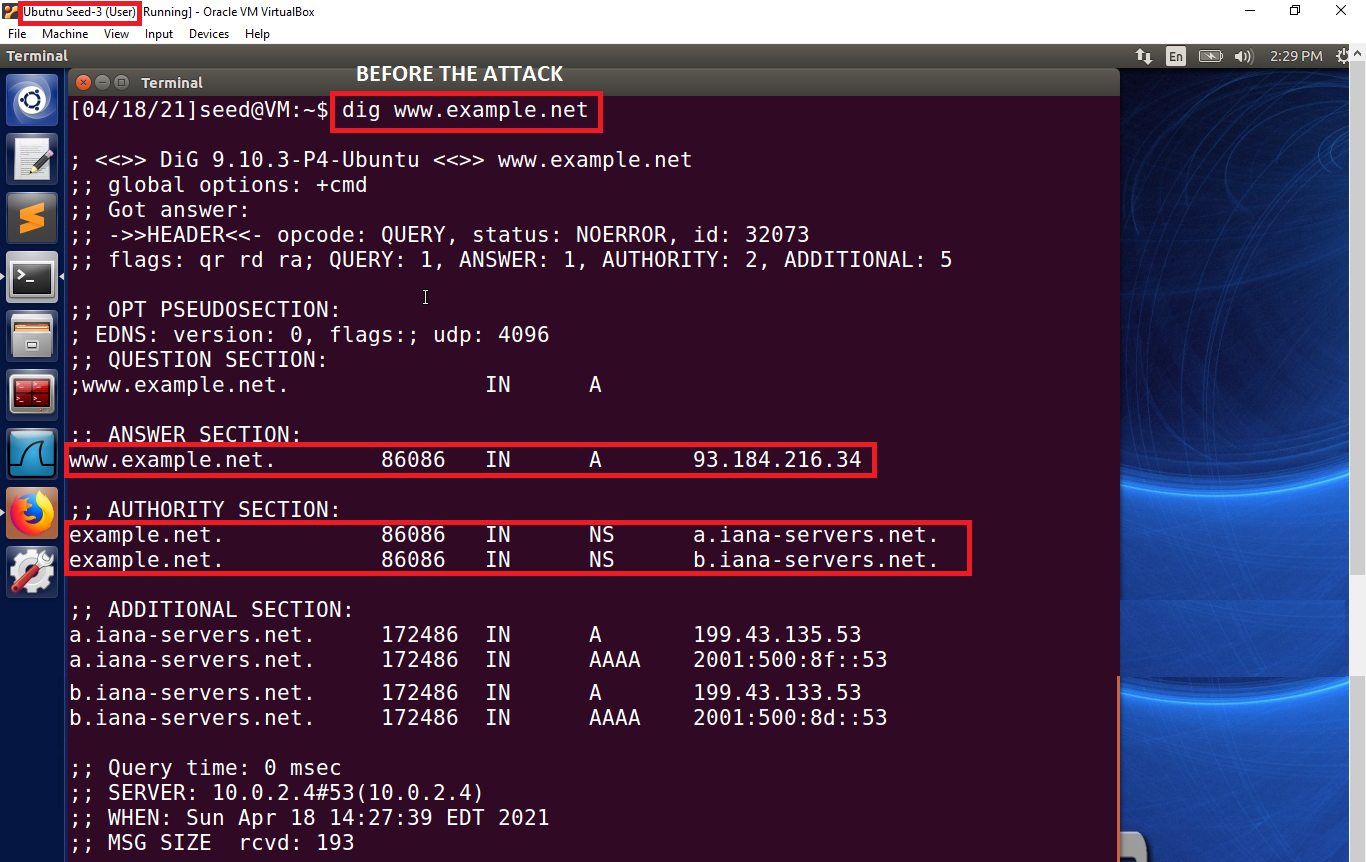 Ubutnu Seed-3 (User) [Running] - Oracle VM VirtualBox
File Machine View Input Devices Help
Terminal En 2:29 PM
Terminal
BEFORE THE ATTACK
[04/18/21]seed@VM:~$ dig www.example.net
; <<>> DiG 9.10.3-P4-Ubuntu <<>> www.example.net
;; global options: +cmd
;; Got answer:
;; ->>HEADER<<- opcode: QUERY, status: NOERROR, id: 32073
;; flags: qr rd ra; QUERY: 1, ANSWER: 1, AUTHORITY: 2, ADDITIONAL: 5
;; OPT PSEUDOSECTION:
; EDNS: version: 0, flags:; udp: 4096
;; QUESTION SECTION:
;www.example.net. IN A
;; ANSWER SECTION:
www.example.net. 86086 IN A 93.184.216.34
;; AUTHORITY SECTION:
example.net. 86086 IN NS a.iana-servers.net.
example.net. 86086 IN NS b.iana-servers.net.
;; ADDITIONAL SECTION:
a.iana-servers.net. 172486 IN A 199.43.135.53
a.iana-servers.net. 172486 IN AAAA 2001:500:8f::53
b.iana-servers.net. 172486 IN A 199.43.133.53
b.iana-servers.net. 172486 IN AAAA 2001:500:8d::53
;; Query time: 0 msec
;; SERVER: 10.0.2.4#53(10.0.2.4)
;; WHEN: Sun Apr 18 14:27:39 EDT 2021
;; MSG SIZE rcvd: 193